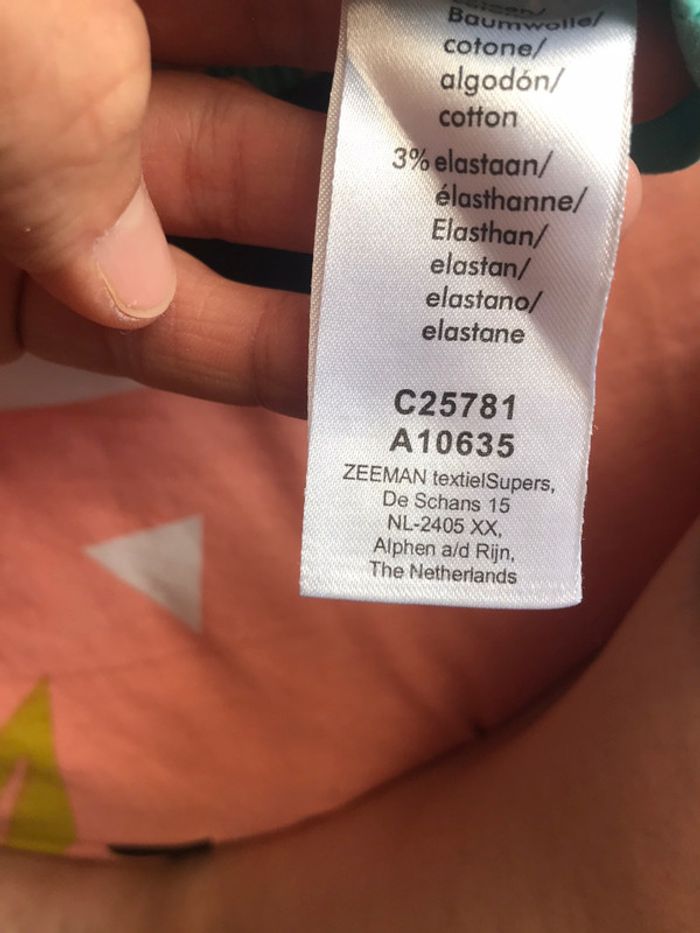 Baumwolle/
cotone/
algodón/
cotton
3% elastaan/
élasthanne/
Elasthan/
elastan/
elastano/
elastane
C25781
A10635
ZEEMAN textielSupers,
De Schans 15
NL-2405 XX,
Alphen a/d Rijn,
The Netherlands